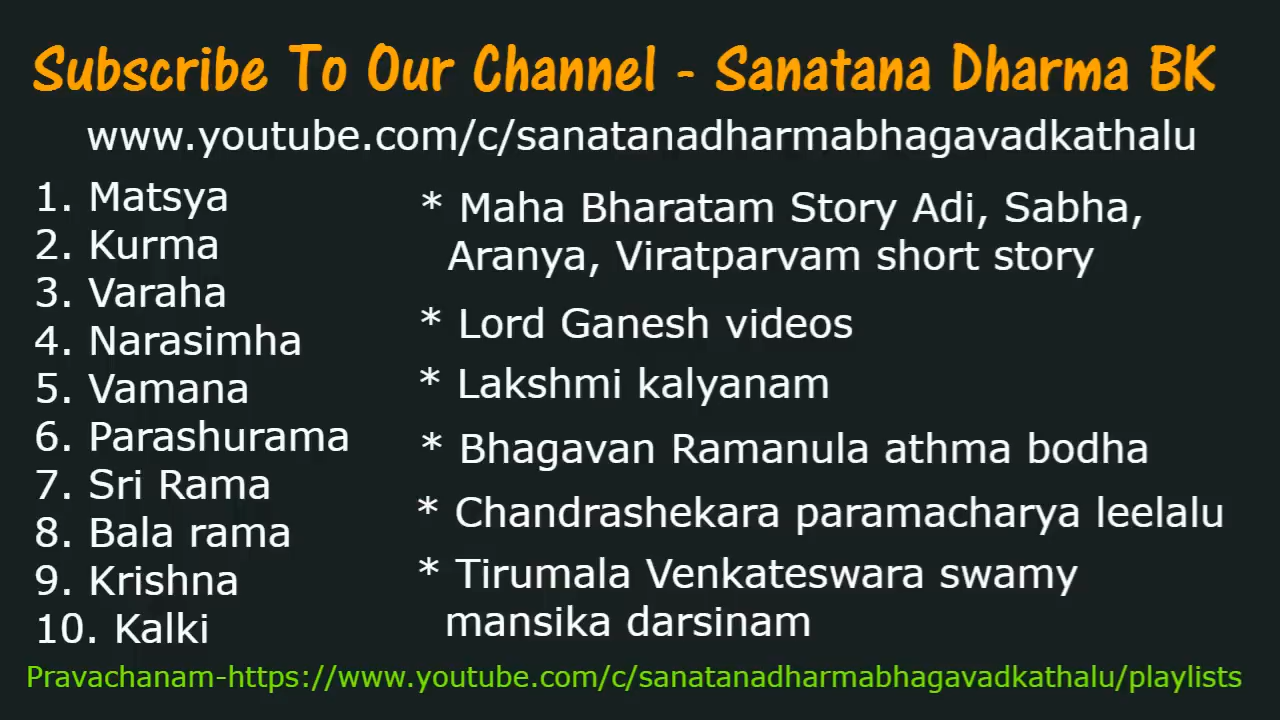 Subscribe To Our Channel - Sanatana Dharma BK
www.youtube.com/c/sanatanadharmabhagavadkathalu
1. Matsya
2. Kurma
3. Varaha
4. Narasimha
5. Vamana
6. Parashurama
7. Sri Rama
8. Bala rama
9. Krishna
10. Kalki
* Maha Bharatam Story Adi, Sabha,
Aranya, Viratparvam short story
* Lord Ganesh videos
* Lakshmi kalyanam
* Bhagavan Ramanula athma bodha
* Chandrashekara paramacharya leelalu
* Tirumala Venkateswara swamy
mansika darsinam
Pravachanam-https://www.youtube.com/c/sanatanadharmabhagavadkathalu/playlists